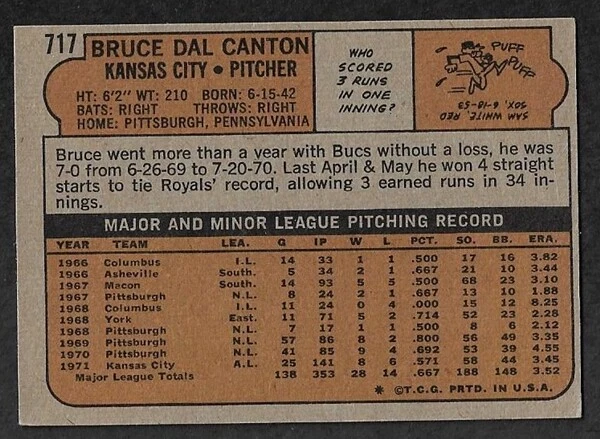 717
BRUCE DAL CANTON
KANSAS CITY • PITCHER
HT: 6'2" WT: 210 BORN: 6-15-42
BATS: RIGHT THROWS: RIGHT
HOME: PITTSBURGH, PENNSYLVANIA
WHO
SCORED
3 RUNS
IN ONE
INNING?
PUFF
PUFF
SAM WHITE, RED
SOX, 6-18-53
Bruce went more than a year with Bucs without a loss, he was
7-0 from 6-26-69 to 7-20-70. Last April & May he won 4 straight
starts to tie Royals' record, allowing 3 earned runs in 34 in-
nings.
MAJOR AND MINOR LEAGUE PITCHING RECORD
YEAR TEAM LEA. G IP W L PCT. SO. BB. ERA.
1966 Columbus I.L. 14 33 1 1 .500 17 16 3.82
1966 Asheville South. 5 34 2 1 .667 21 10 3.44
1967 Macon South. 14 93 5 5 .500 68 23 3.10
1967 Pittsburgh N.L. 8 24 2 1 .667 13 10 1.88
1968 Columbus I.L. 11 24 0 4 .000 15 12 8.25
1968 York East. 11 71 5 2 .714 52 23 2.28
1968 Pittsburgh N.L. 7 17 1 1 .500 8 6 2.12
1969 Pittsburgh N.L. 57 86 8 2 .800 56 49 3.35
1970 Pittsburgh N.L. 41 85 9 4 .692 53 39 4.55
1971 Kansas City A.L. 25 141 8 6 .571 58 44 3.45
Major League Totals 138 353 28 14 .667 188 148 3.52
* ©T.C.G. PRTD. IN U.S.A.